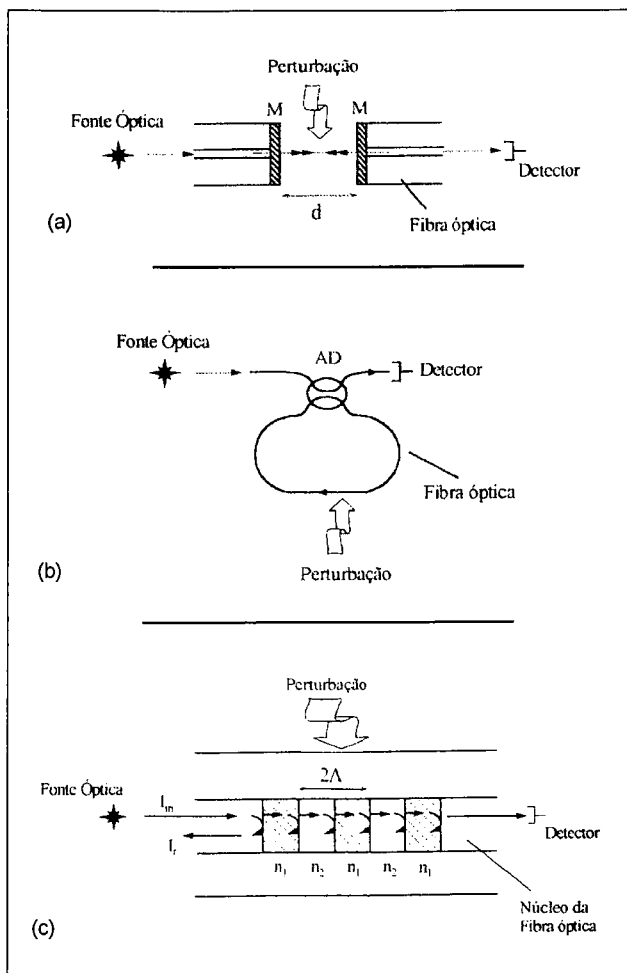 Perturbação
M
M
Fonte Óptica
Detector
d
Fibra óptica
(a)
Fonte Óptica
AD
Detector
Fibra óptica
(b)
Perturbação
Perturbação
2Λ
Fonte Óptica
I_in
I_r
Detector
n₁ n₂ n₁ n₂ n₁
Núcleo da
Fibra óptica
(c)